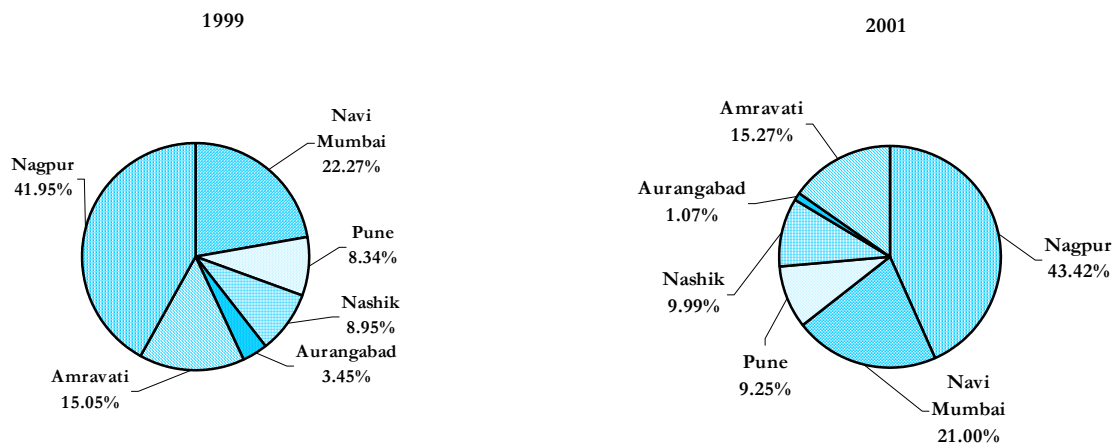 1999
Navi
Mumbai
22.27%
Pune
8.34%
Nashik
8.95%
Aurangabad
3.45%
Amravati
15.05%
Nagpur
41.95%
2001
Amravati
15.27%
Aurangabad
1.07%
Nashik
9.99%
Pune
9.25%
Navi
Mumbai
21.00%
Nagpur
43.42%